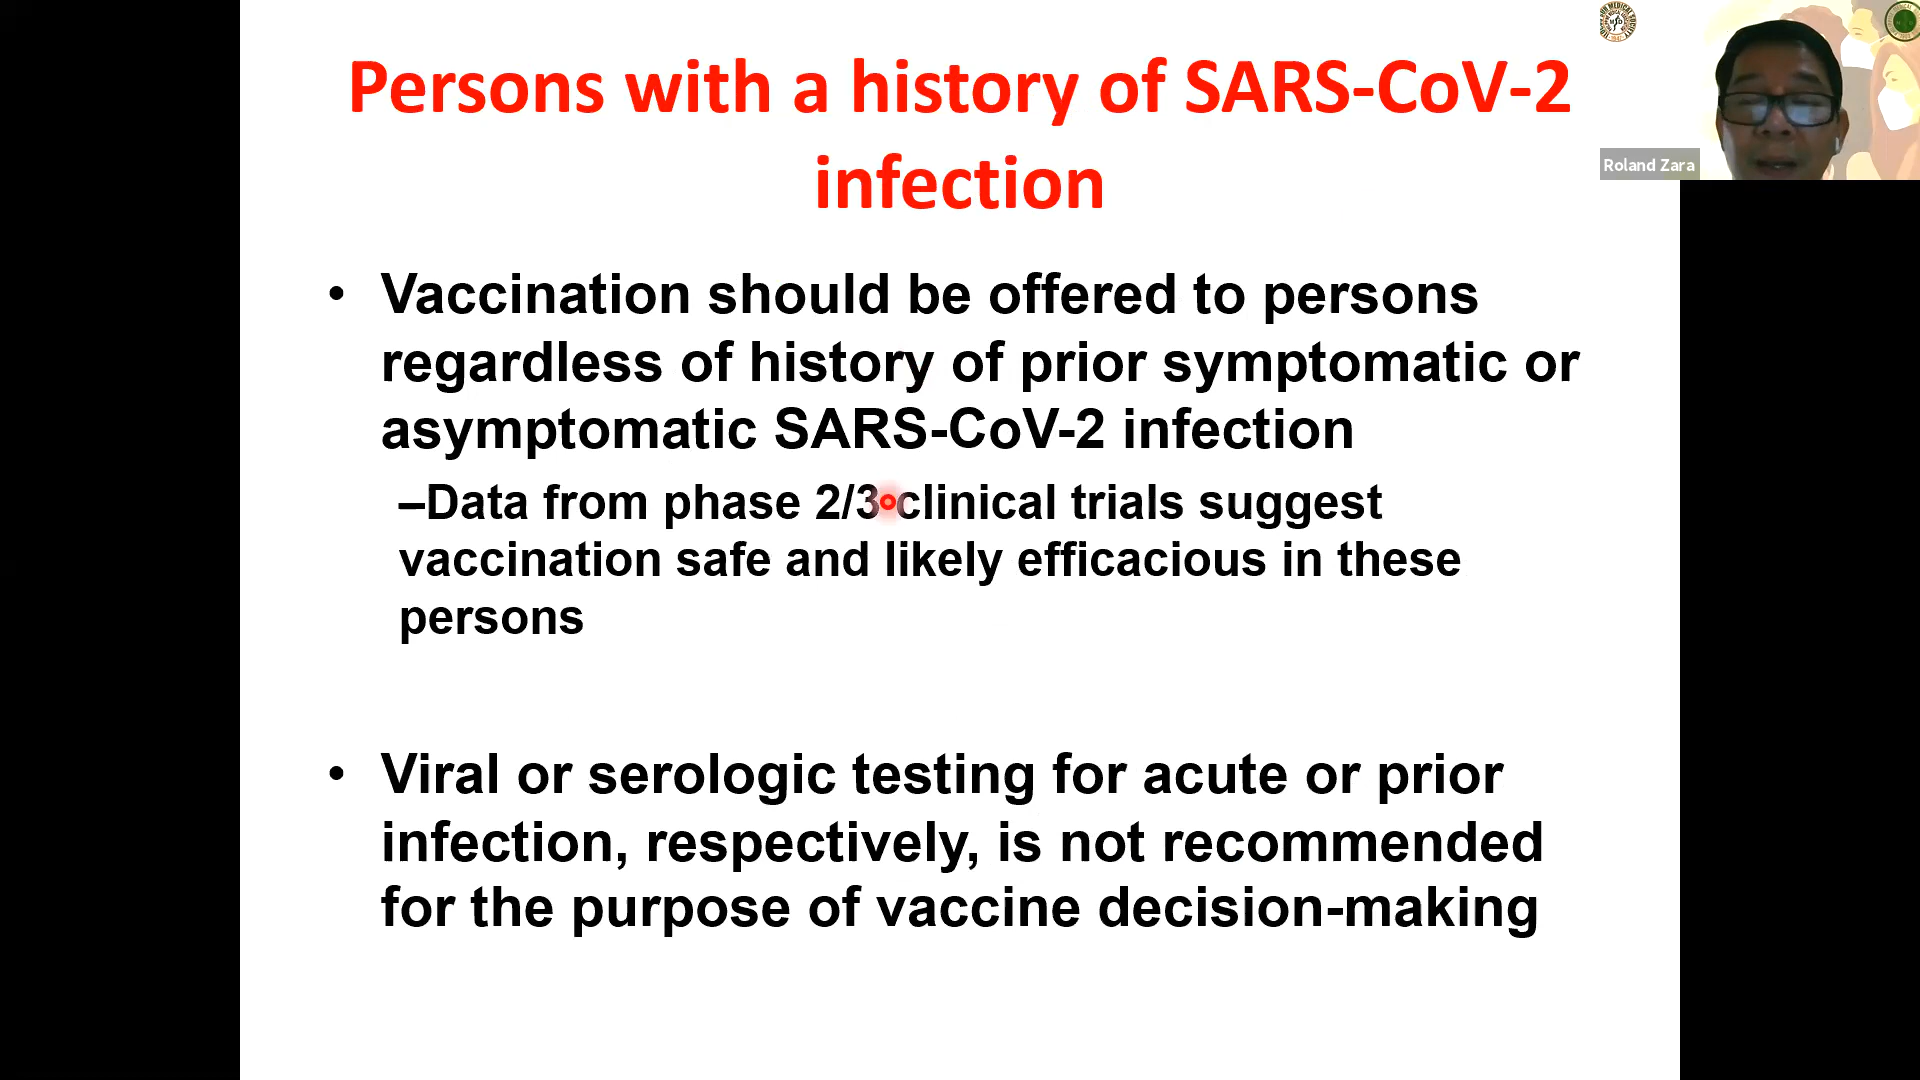 Persons with a history of SARS-CoV-2
infection
• Vaccination should be offered to persons
regardless of history of prior symptomatic or
asymptomatic SARS-CoV-2 infection
–Data from phase 2/3 clinical trials suggest
vaccination safe and likely efficacious in these
persons
• Viral or serologic testing for acute or prior
infection, respectively, is not recommended
for the purpose of vaccine decision-making
Roland Zara